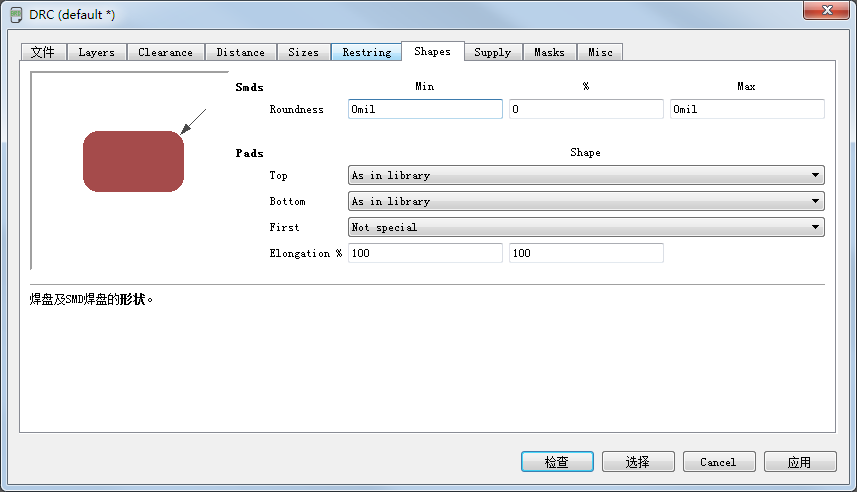 DRC (default *)
文件 Layers Clearance Distance Sizes Restring Shapes Supply Masks Misc
Smds Min % Max
Roundness 0mil 0 0mil
Pads Shape
Top As in library
Bottom As in library
First Not special
Elongation % 100 100
焊盘及SMD焊盘的形状。
检查 选择 Cancel 应用